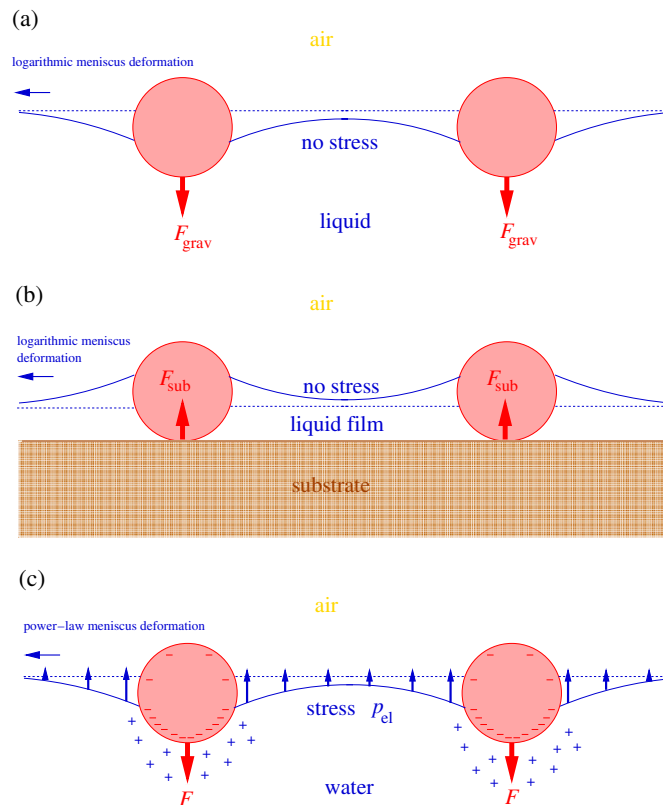 (a)
air
logarithmic meniscus deformation
no stress
liquid
F_grav
F_grav
(b)
air
logarithmic meniscus
deformation
F_sub
no stress
F_sub
liquid film
substrate
(c)
air
power-law meniscus deformation
stress p_el
water
F
F